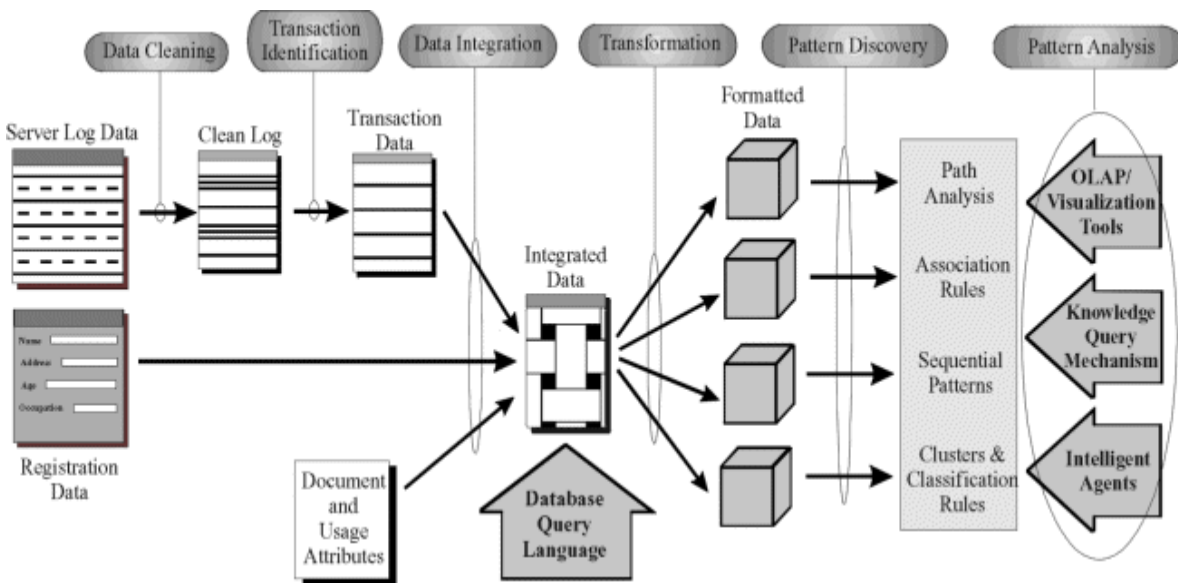 Data Cleaning
Transaction
Identification
Data Integration
Transformation
Pattern Discovery
Pattern Analysis
Server Log Data
Clean Log
Transaction
Data
Formatted
Data
Path
Analysis
OLAP/
Visualization
Tools
Integrated
Data
Association
Rules
Name
Address
Age
Occupation
Knowledge
Query
Mechanism
Sequential
Patterns
Registration
Data
Document
and
Usage
Attributes
Database
Query
Language
Clusters &
Classification
Rules
Intelligent
Agents